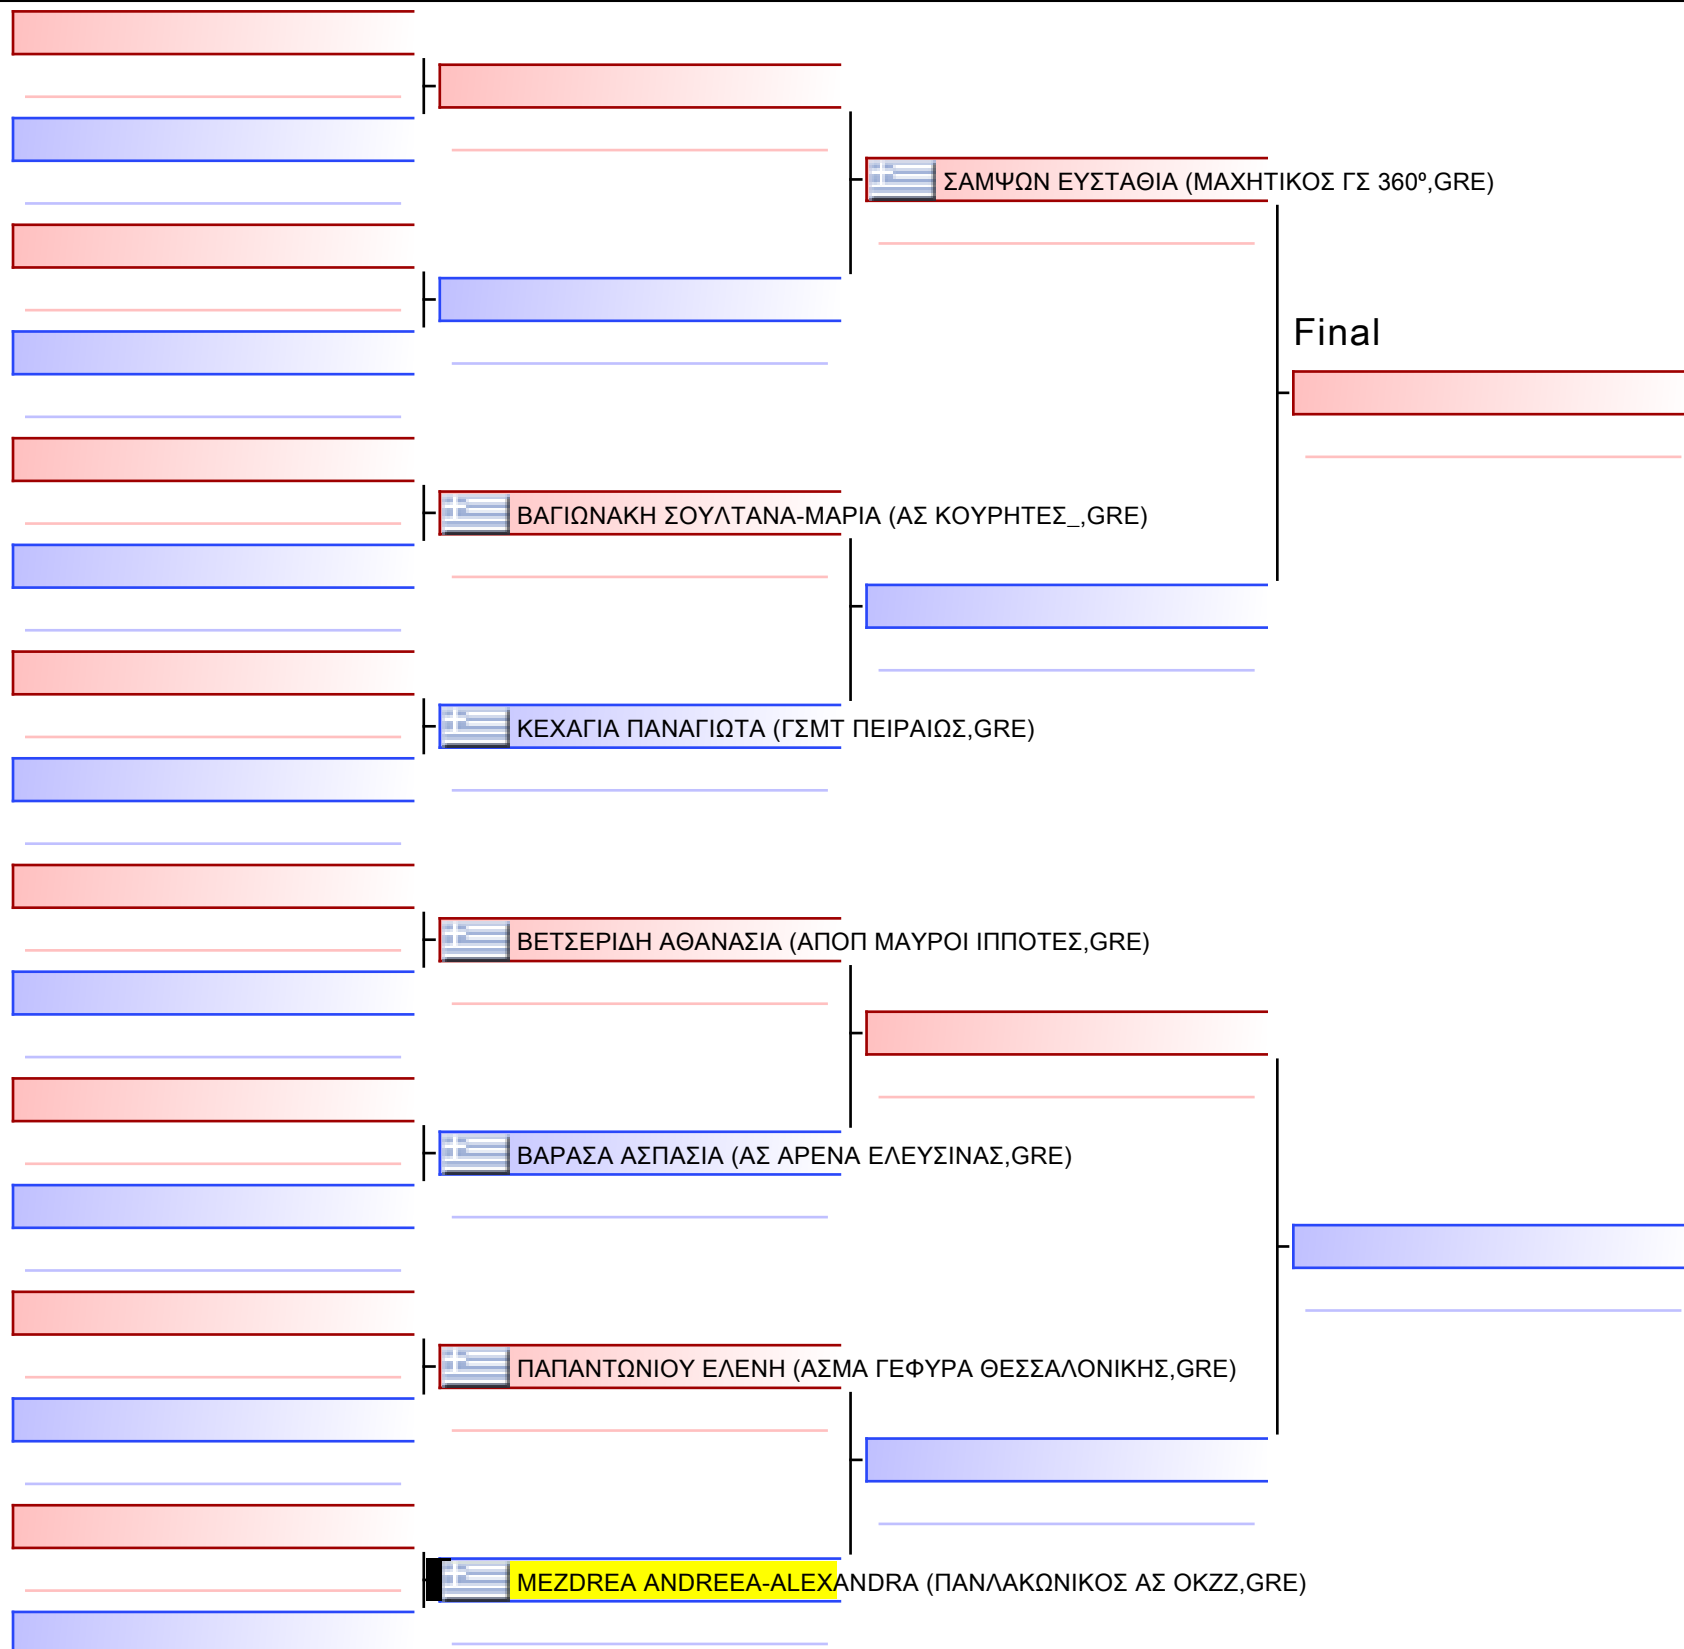 ΣΑΜΨΩΝ ΕΥΣΤΑΘΙΑ (ΜΑΧΗΤΙΚΟΣ ΓΣ 360º,GRE)
Final
ΒΑΓΙΩΝΑΚΗ ΣΟΥΛΤΑΝΑ-ΜΑΡΙΑ (ΑΣ ΚΟΥΡΗΤΕΣ_,GRE)
ΚΕΧΑΓΙΑ ΠΑΝΑΓΙΩΤΑ (ΓΣΜΤ ΠΕΙΡΑΙΩΣ,GRE)
ΒΕΤΣΕΡΙΔΗ ΑΘΑΝΑΣΙΑ (ΑΠΟΠ ΜΑΥΡΟΙ ΙΠΠΟΤΕΣ,GRE)
ΒΑΡΑΣΑ ΑΣΠΑΣΙΑ (ΑΣ ΑΡΕΝΑ ΕΛΕΥΣΙΝΑΣ,GRE)
ΠΑΠΑΝΤΩΝΙΟΥ ΕΛΕΝΗ (ΑΣΜΑ ΓΕΦΥΡΑ ΘΕΣΣΑΛΟΝΙΚΗΣ,GRE)
MEZDREA ANDREEA-ALEXANDRA (ΠΑΝΛΑΚΩΝΙΚΟΣ ΑΣ ΟΚΖΖ,GRE)